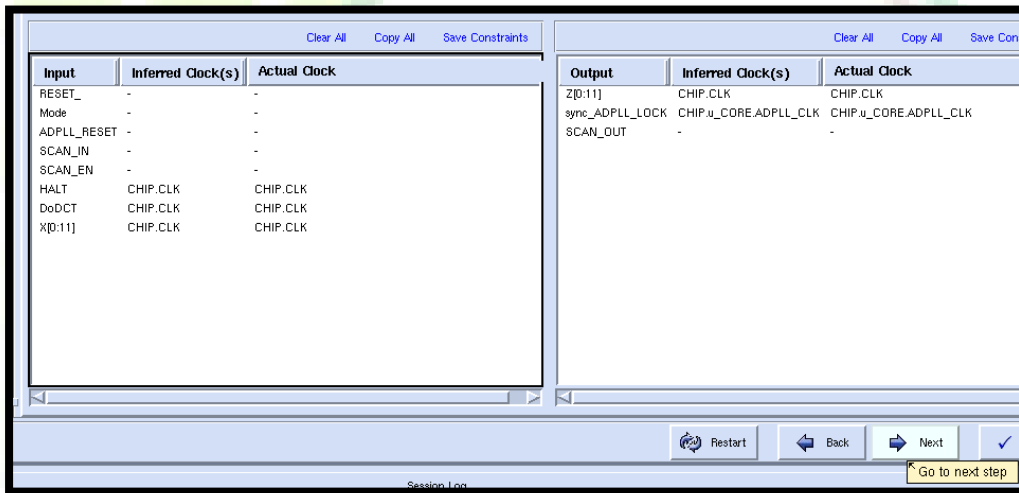 Clear All Copy All Save Constraints
Input Inferred Clock(s) Actual Clock
RESET_ - -
Mode - -
ADPLL_RESET - -
SCAN_IN - -
SCAN_EN - -
HALT CHIP.CLK CHIP.CLK
DoDCT CHIP.CLK CHIP.CLK
X[0:11] CHIP.CLK CHIP.CLK
Clear All Copy All Save Con
Output Inferred Clock(s) Actual Clock
Z[0:11] CHIP.CLK CHIP.CLK
sync_ADPLL_LOCK CHIP.u_CORE.ADPLL_CLK CHIP.u_CORE.ADPLL_CLK
SCAN_OUT - -
Restart Back Next
Go to next step
Session Log